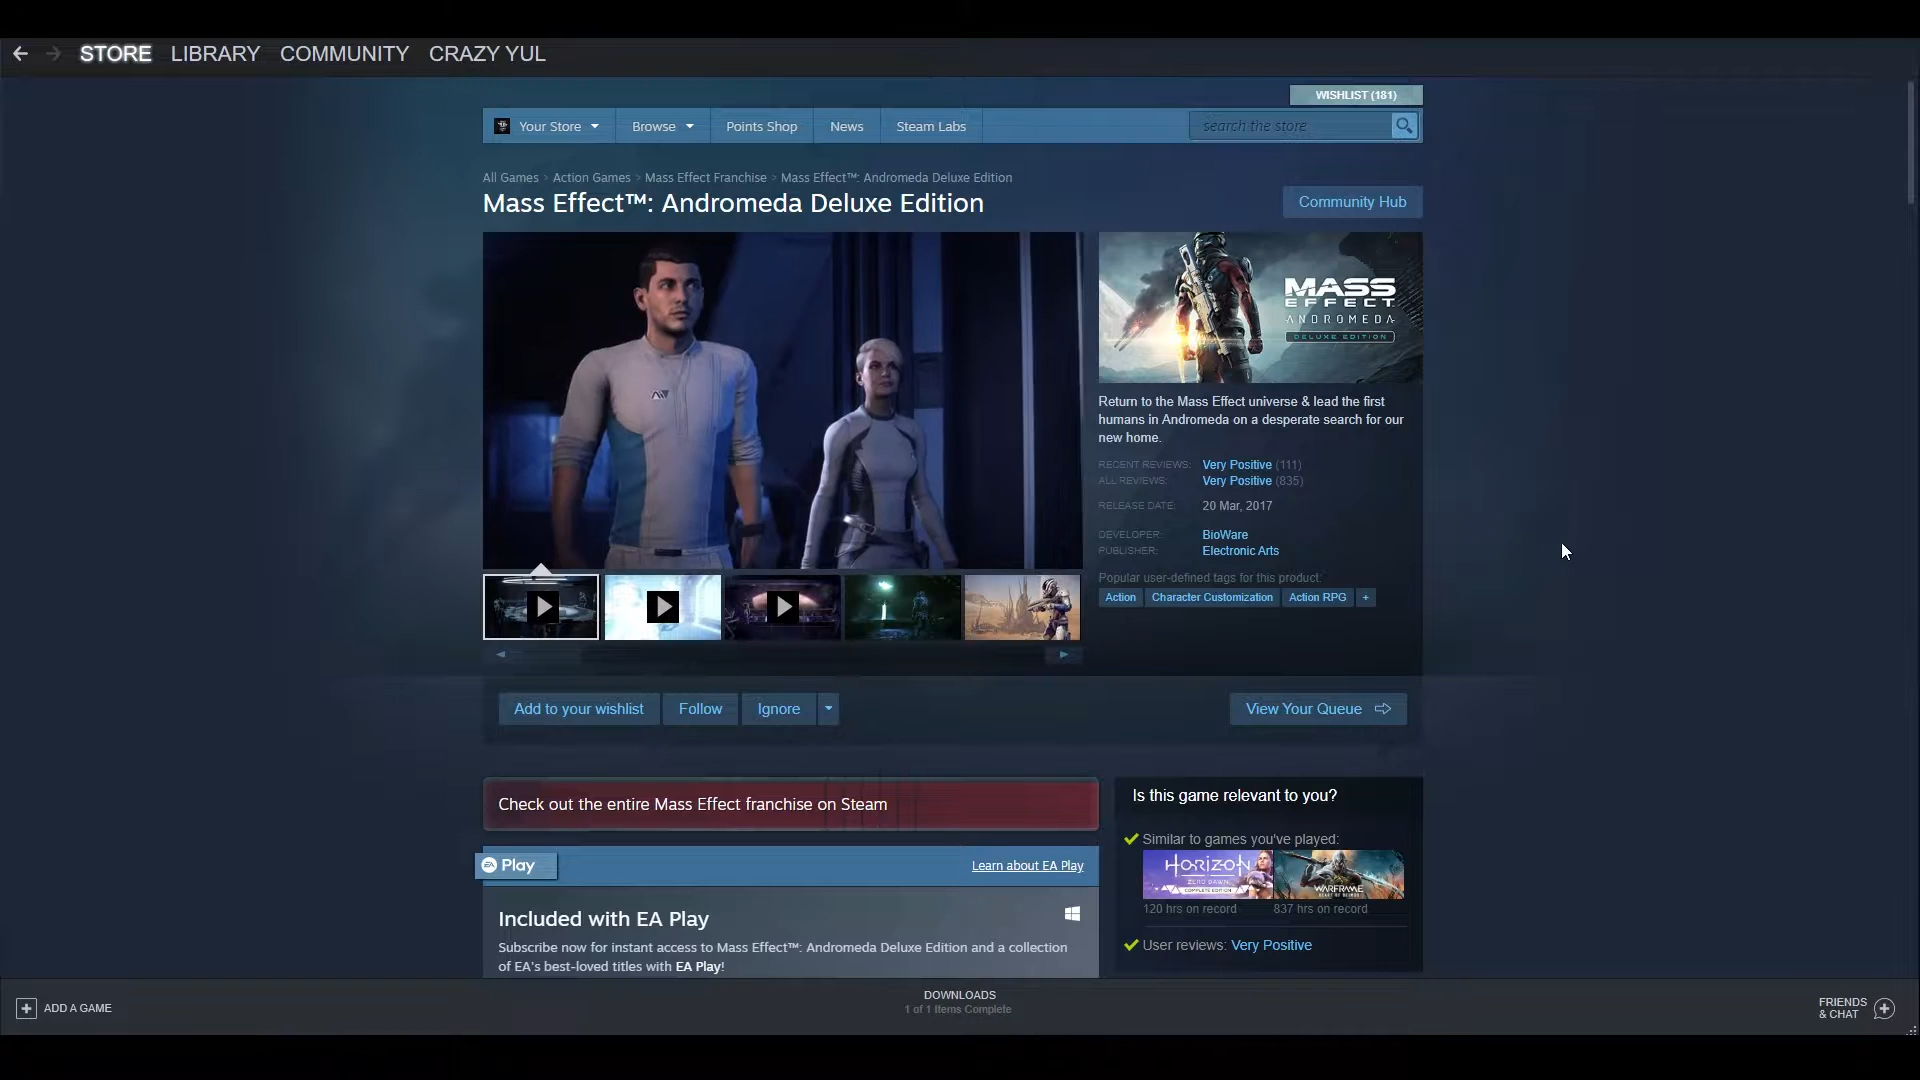 STORE LIBRARY COMMUNITY CRAZY YUL
WISHLIST (181)
Your Store Browse Points Shop News Steam Labs search the store
All Games > Action Games > Mass Effect Franchise > Mass Effect™: Andromeda Deluxe Edition
Mass Effect™: Andromeda Deluxe Edition
Community Hub
MASS
EFFECT
ANDROMEDA
DELUXE EDITION
Return to the Mass Effect universe & lead the first
humans in Andromeda on a desperate search for our
new home.
RECENT REVIEWS: Very Positive (111)
ALL REVIEWS: Very Positive (835)
RELEASE DATE: 20 Mar, 2017
DEVELOPER: BioWare
PUBLISHER: Electronic Arts
Popular user-defined tags for this product:
Action Character Customization Action RPG +
Add to your wishlist Follow Ignore View Your Queue
Check out the entire Mass Effect franchise on Steam
EA Play Learn about EA Play
Included with EA Play
Subscribe now for instant access to Mass Effect™: Andromeda Deluxe Edition and a collection
of EA's best-loved titles with EA Play!
Is this game relevant to you?
Similar to games you've played:
HORIZON
ZERO DAWN
COMPLETE EDITION
WARFRAME
HEART OF DEIMOS
120 hrs on record 837 hrs on record
User reviews: Very Positive
+ ADD A GAME
DOWNLOADS
1 of 1 Items Complete
FRIENDS
& CHAT +